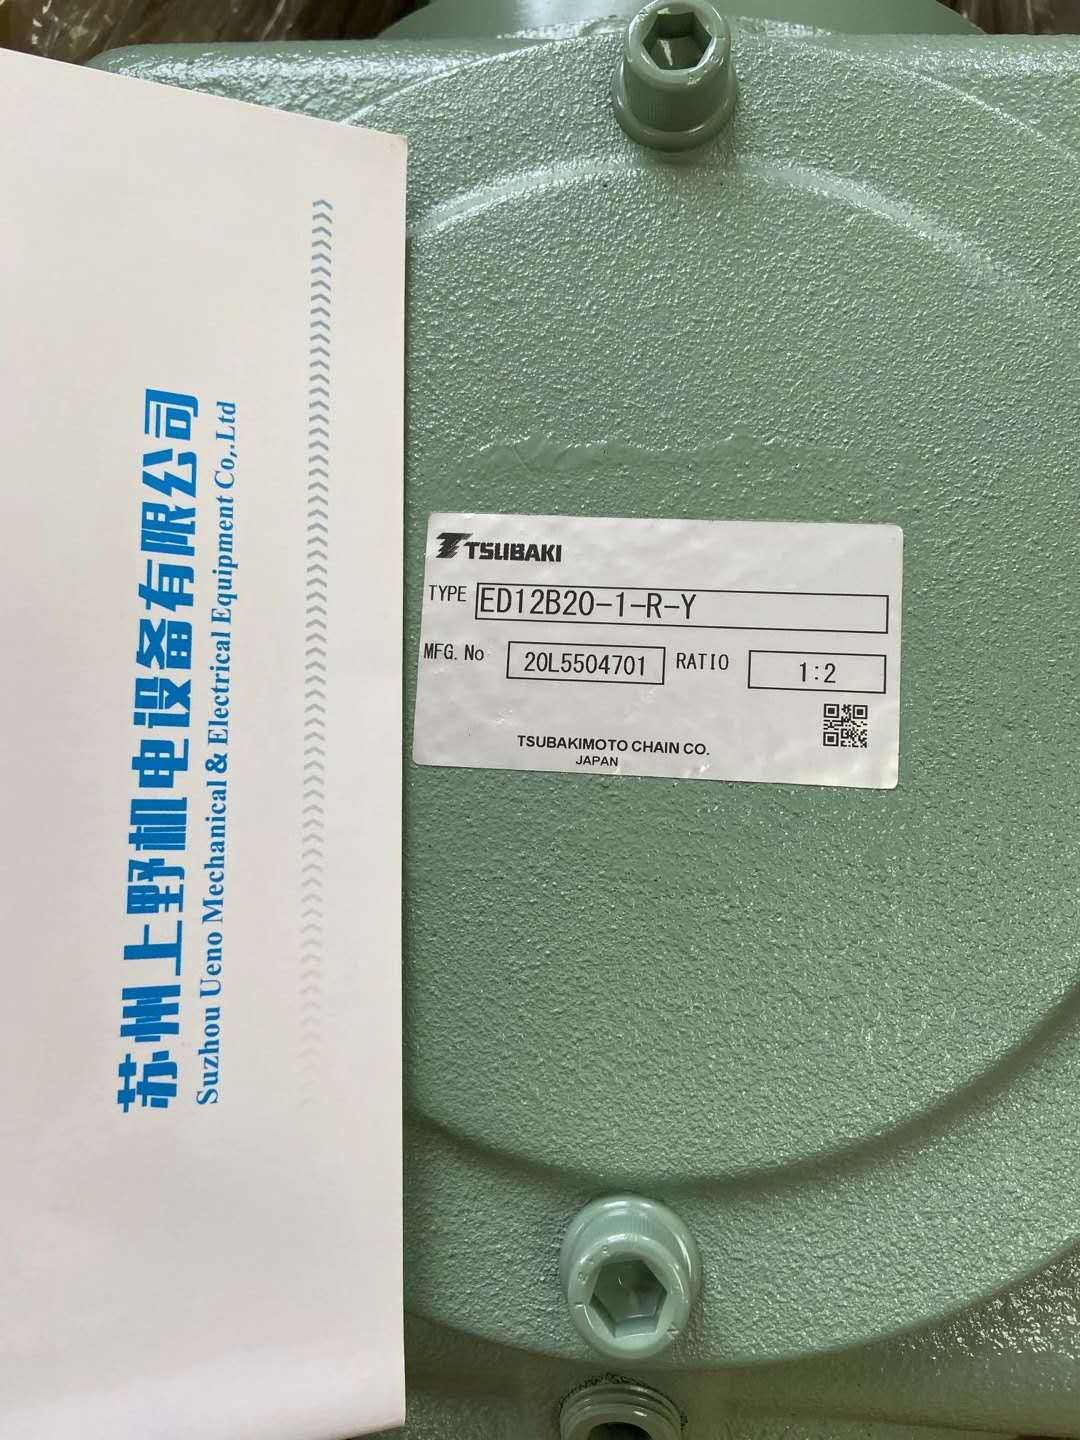 苏州上野机电设备有限公司
Suzhou Ueno Mechanical & Electrical Equipment Co,.Ltd
TSUBAKI
TYPE ED12B20-1-R-Y
MFG. No 20L5504701 RATIO 1:2
TSUBAKIMOTO CHAIN CO.
JAPAN